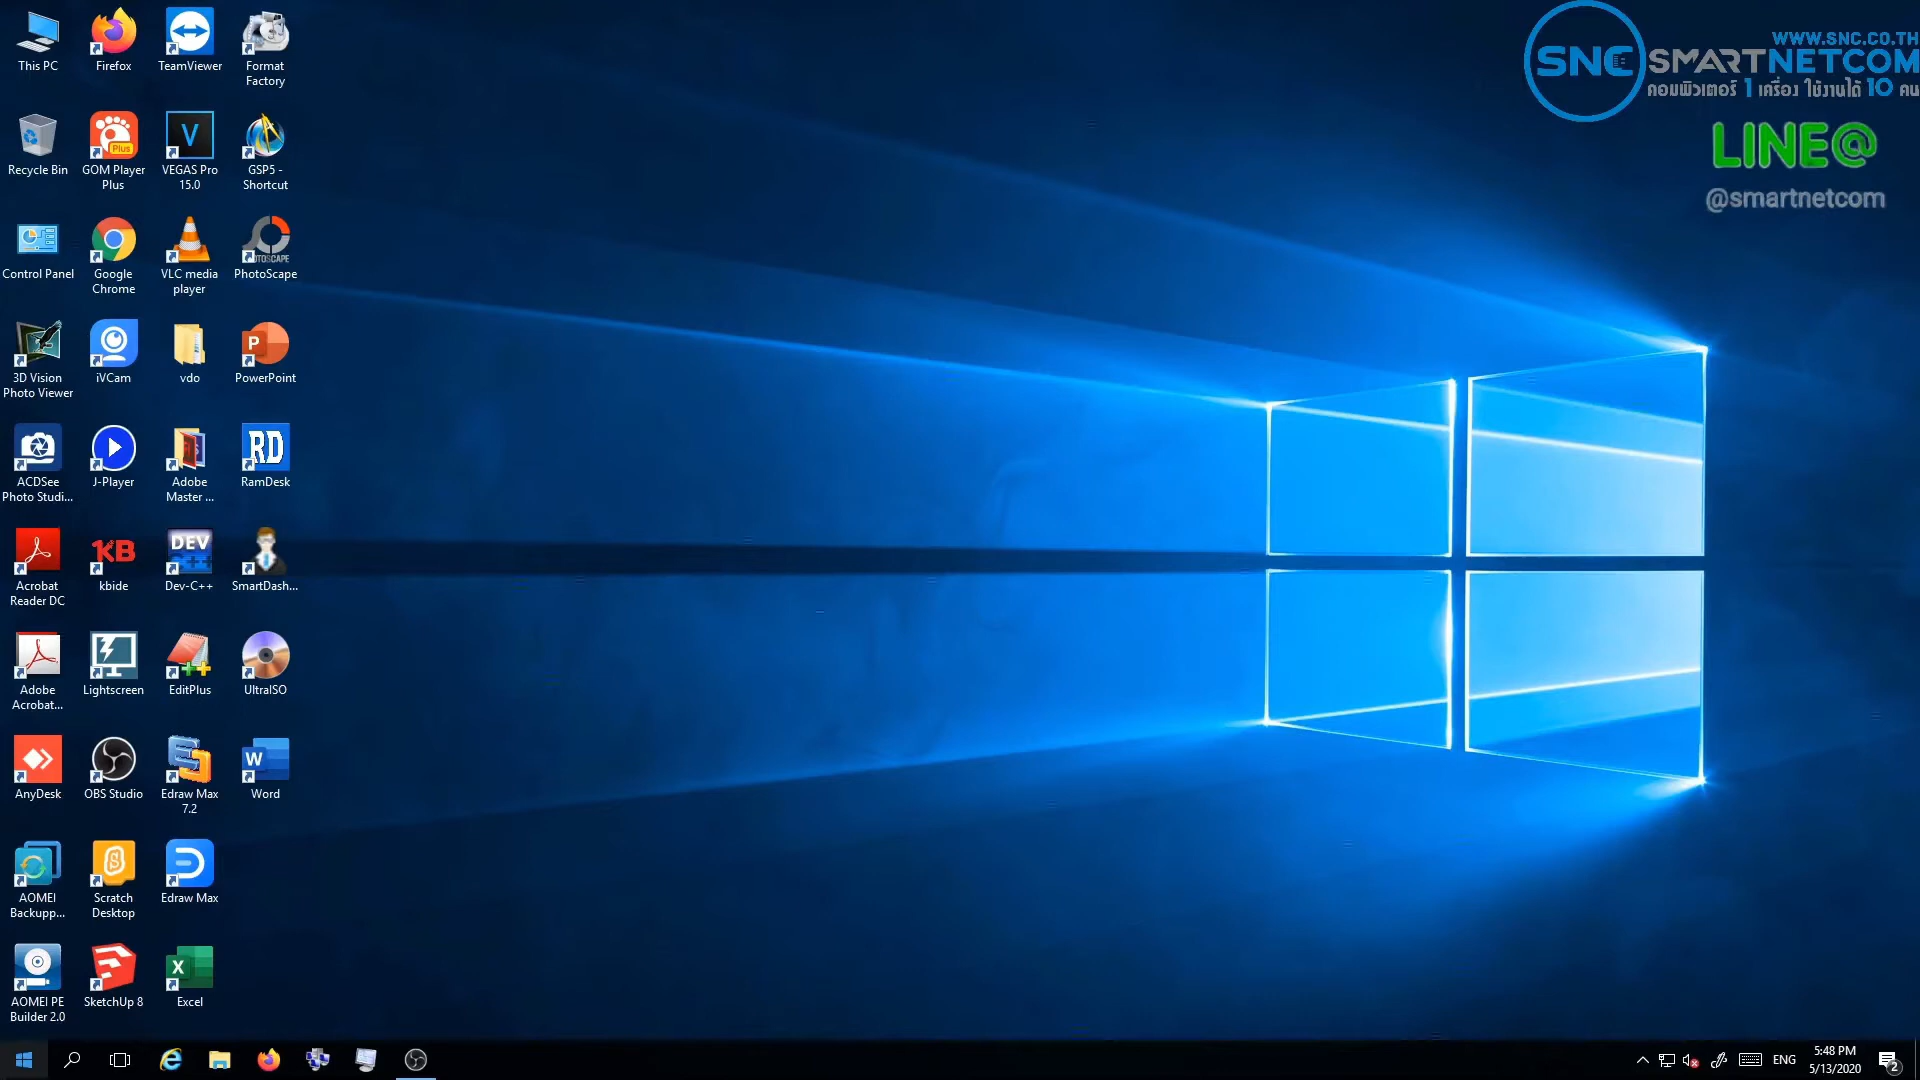 This PC
Firefox
TeamViewer
Format
Factory
Recycle Bin
GOM Player
Plus
Plus
V
VEGAS Pro
15.0
GSP5 -
Shortcut
Control Panel
Google
Chrome
VLC media
player
PhotoScape
3D Vision
Photo Viewer
iVCam
vdo
P
PowerPoint
ACDSee
Photo Studi...
J-Player
Adobe
Master ...
RD
RamDesk
Acrobat
Reader DC
KB
kbide
DEV
C++
Dev-C++
SmartDash...
Adobe
Acrobat...
Lightscreen
EditPlus
UltraISO
AnyDesk
OBS Studio
Edraw Max
7.2
W
Word
AOMEI
Backupp...
Scratch
Desktop
Edraw Max
AOMEI PE
Builder 2.0
SketchUp 8
X
Excel
WWW.SNC.CO.TH
SNC SMARTNETCOM
คอมพิวเตอร์ 1 เครื่อง ใช้งานได้ 10 คน
LINE@
@smartnetcom
ENG
5:48 PM
5/13/2020
2